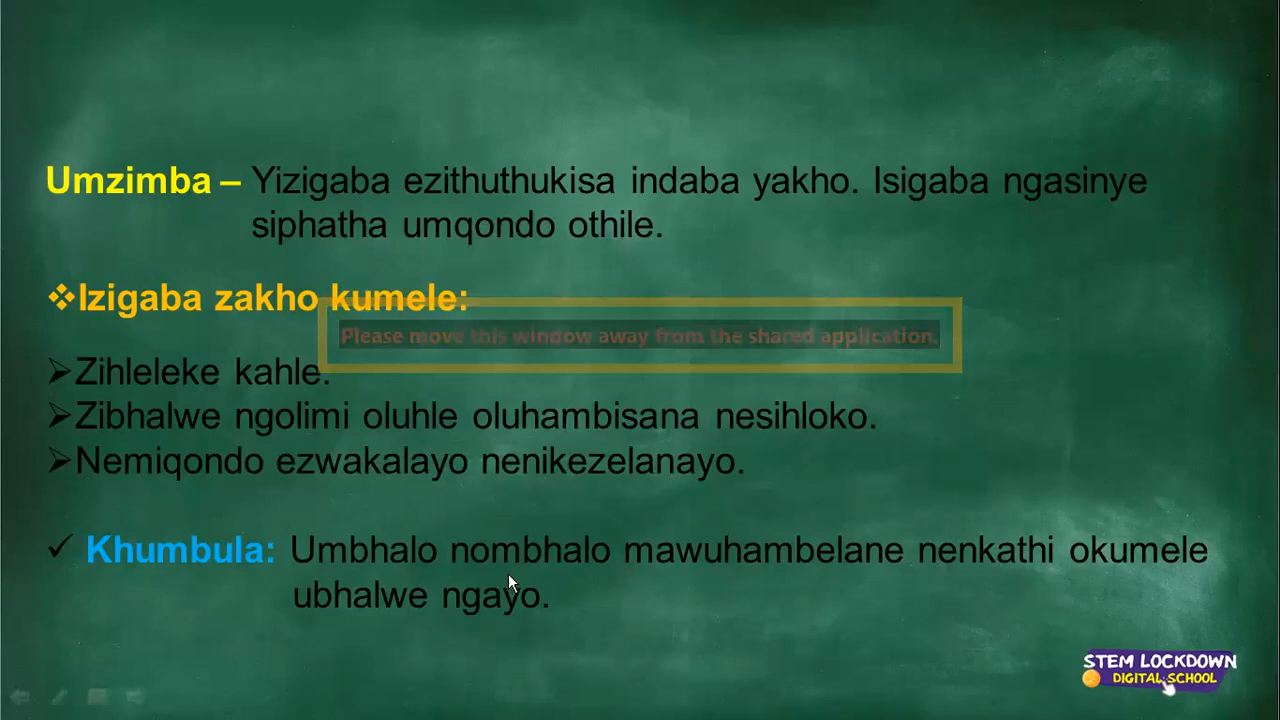 Umzimba – Yizigaba ezithuthukisa indaba yakho. Isigaba ngasinye
siphatha umqondo othile.
❖Izigaba zakho kumele:
Please move this window away from the shared application.
➢Zihleleke kahle.
➢Zibhalwe ngolimi oluhle oluhambisana nesihloko.
➢Nemiqondo ezwakalayo nenikezelanayo.
✓ Khumbula: Umbhalo nombhalo mawuhambelane nenkathi okumele
ubhalwe ngayo.
STEM LOCKDOWN
DIGITAL SCHOOL